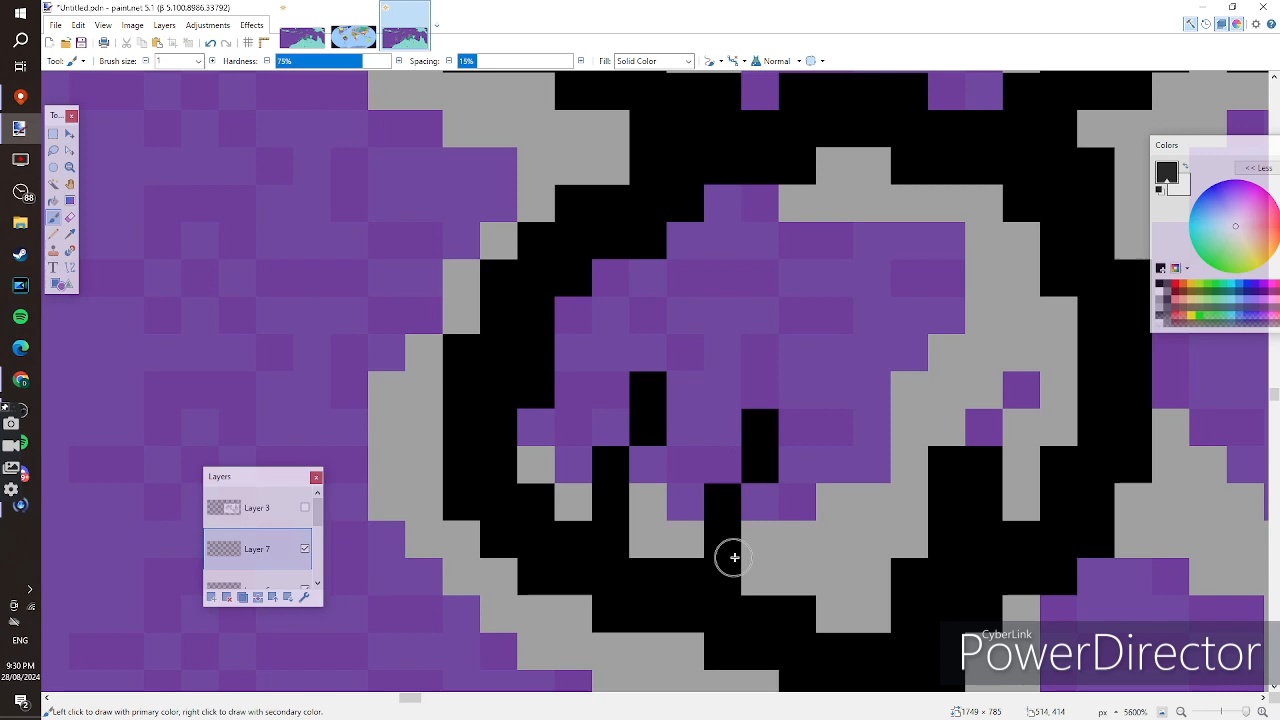 *Untitled.pdn - paint.net 5.1 (β 5.100.8986.33792)
File Edit View Image Layers Adjustments Effects
Tool: Brush size: 1 Hardness: 75% Spacing: 15% Fill: Solid Color Normal
To... x
Colors
<< Less
88
T
Layers x
Layer 3
Layer 7
ENG
9:30 PM
28/08/2024
CyberLink
PowerDirector
Left click to draw with primary color, right click to draw with secondary color.
1749 × 785
514, 414
px
5600%